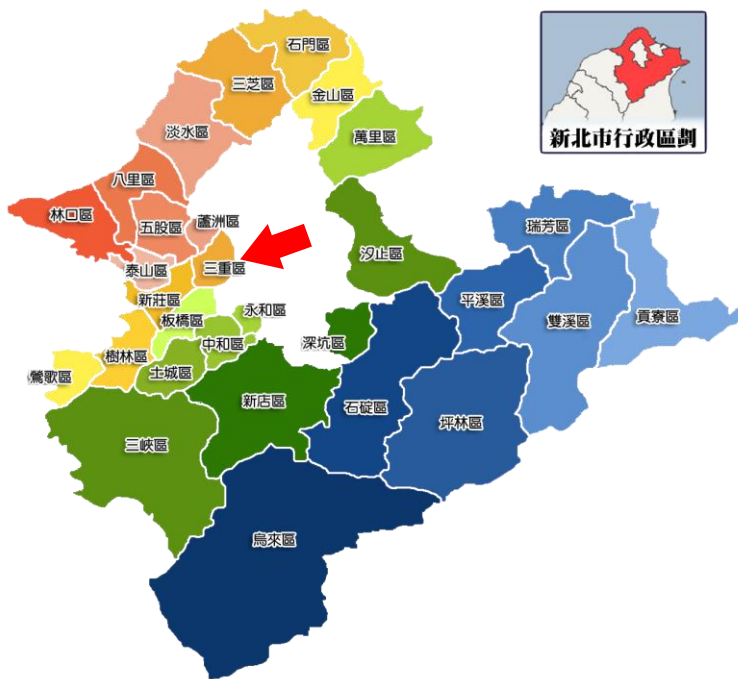 石門區
三芝區
金山區
新北市行政區劃
淡水區
萬里區
八里區
林口區
五股區
蘆洲區
瑞芳區
汐止區
泰山區
三重區
新莊區
平溪區
板橋區
永和區
雙溪區
貢寮區
中和區
深坑區
樹林區
土城區
鶯歌區
新店區
石碇區
坪林區
三峽區
烏來區